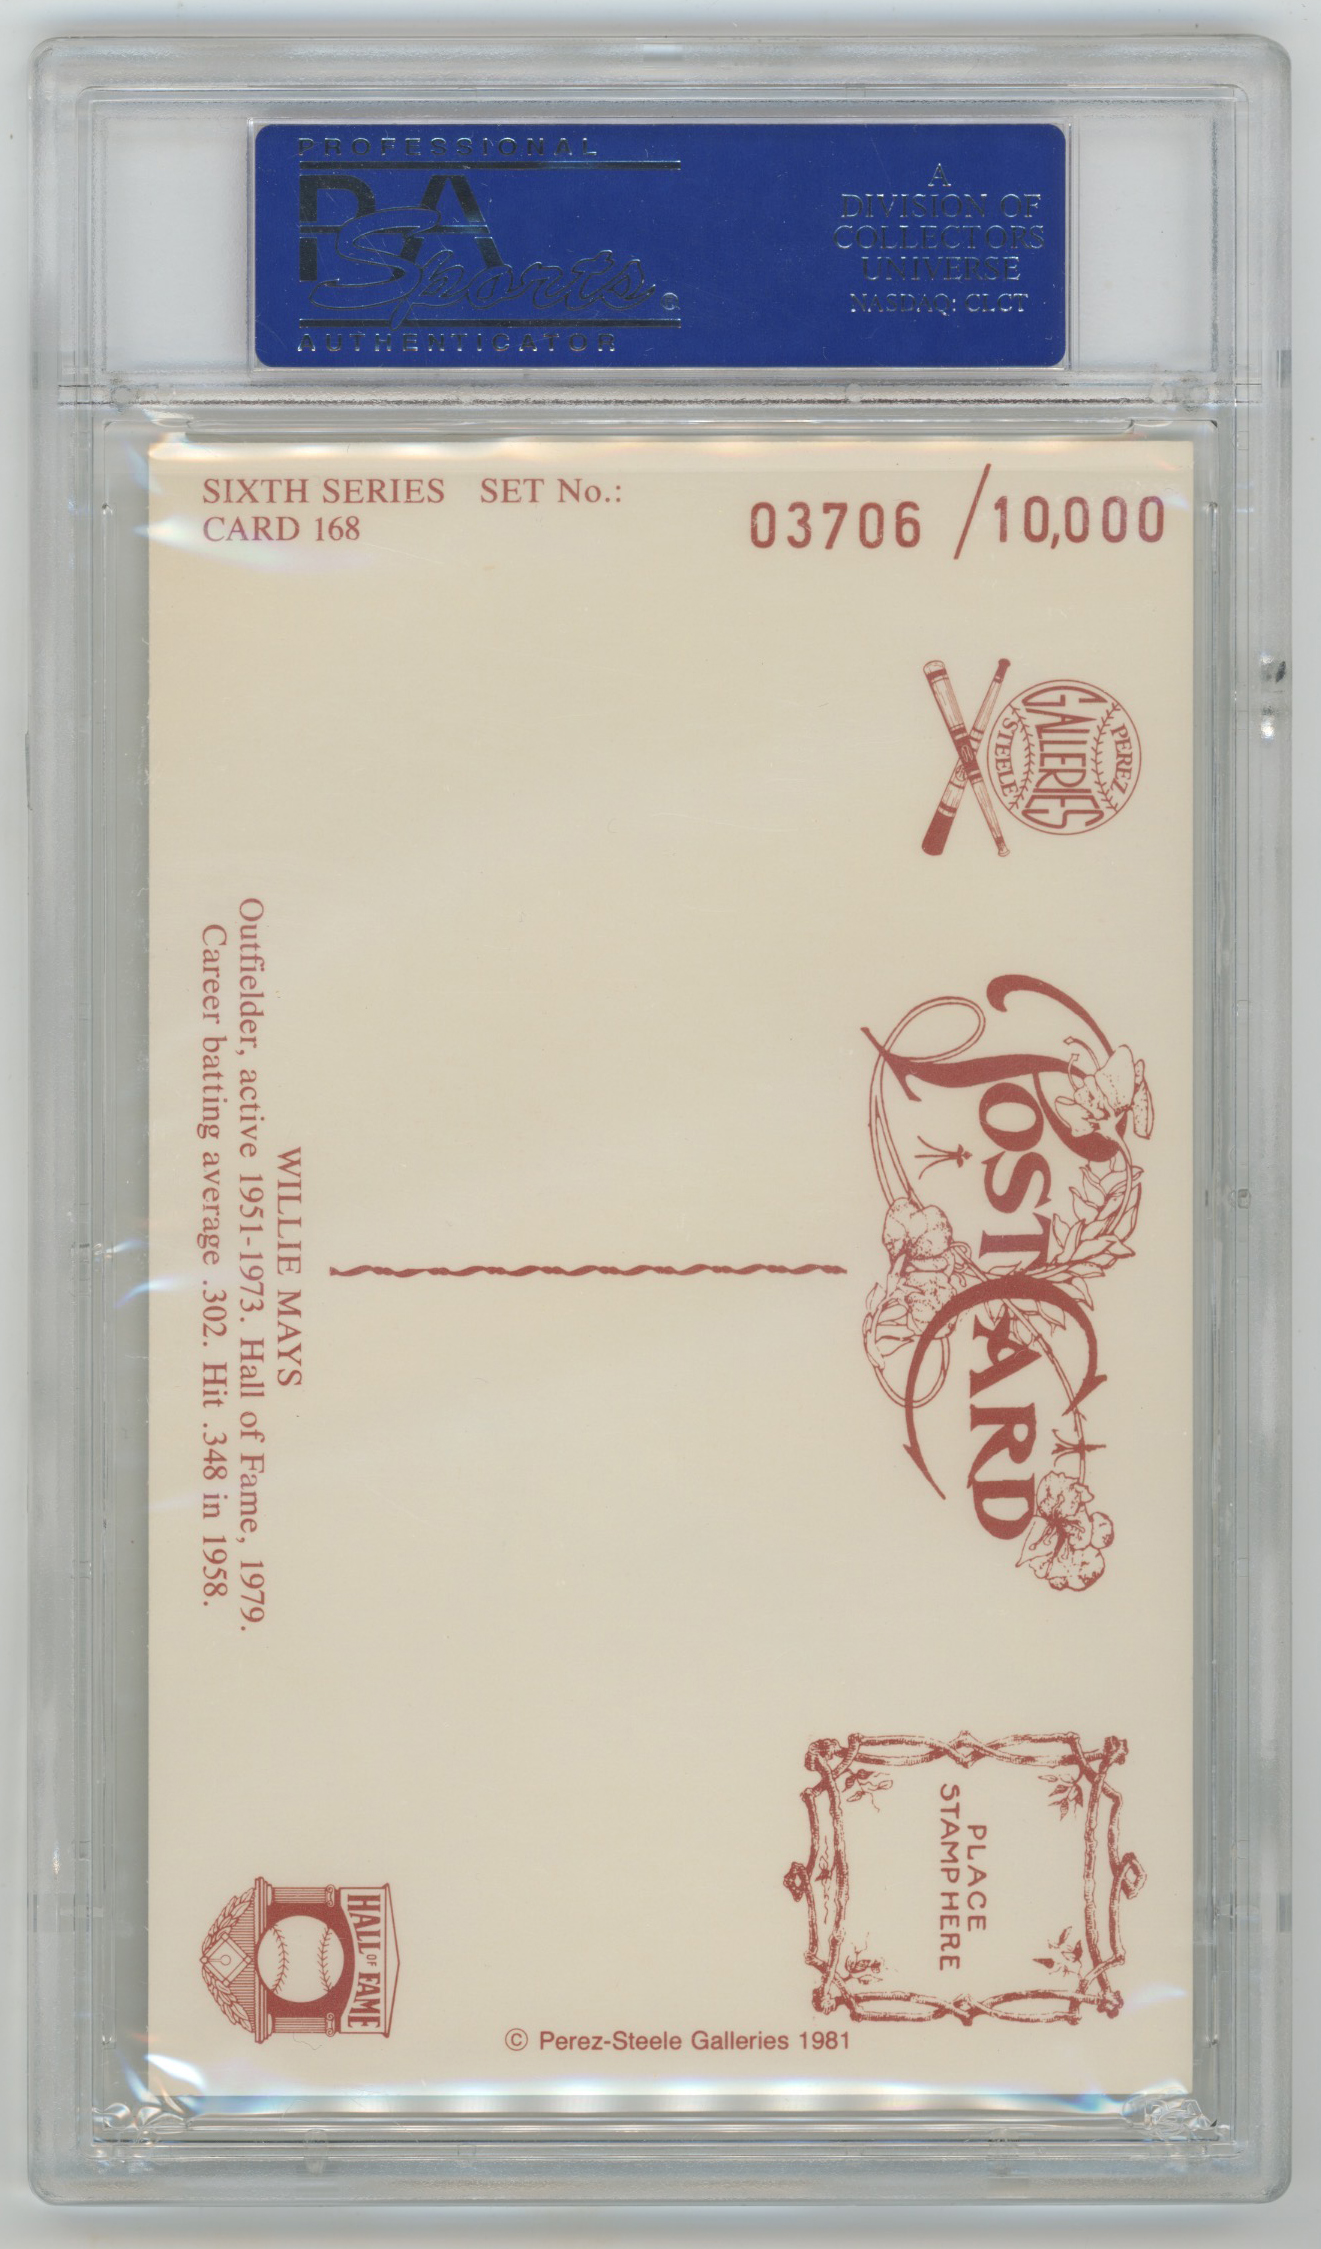 PROFESSIONAL
PSA
Sports®
AUTHENTICATOR
A
DIVISION OF
COLLECTORS
UNIVERSE
NASDAQ: CLCT
SIXTH SERIES SET No.:
CARD 168
03706 /10,000
PEREZ
GALLERIES
STEELE
POST CARD
PLACE
STAMP HERE
WILLIE MAYS
Outfielder, active 1951-1973. Hall of Fame, 1979.
Career batting average .302. Hit .348 in 1958.
HALL OF FAME
© Perez-Steele Galleries 1981